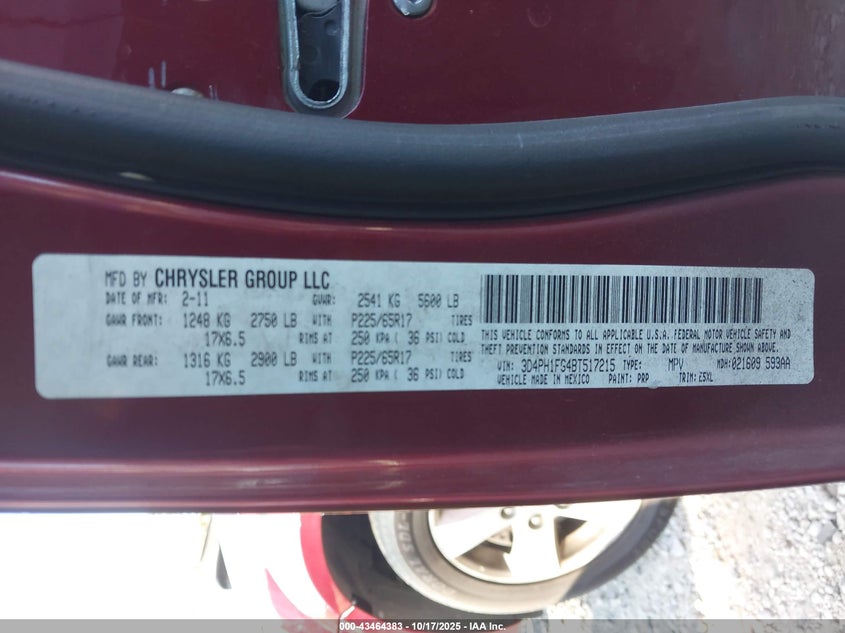 MFD BY CHRYSLER GROUP LLC
DATE OF MFR: 2-11 GVWR: 2541 KG 5600 LB
GAWR FRONT: 1248 KG 2750 LB WITH P225/65R17 TIRES
17X6.5 RIMS AT 250 KPA ( 36 PSI) COLD
GAWR REAR: 1316 KG 2900 LB WITH P225/65R17 TIRES
17X6.5 RIMS AT 250 KPA ( 36 PSI) COLD
THIS VEHICLE CONFORMS TO ALL APPLICABLE U.S.A. FEDERAL MOTOR VEHICLE SAFETY AND
THEFT PREVENTION STANDARDS IN EFFECT ON THE DATE OF MANUFACTURE SHOWN ABOVE.
VIN: 3D4PH1FG4BT517215 TYPE: MPV MDH:021609 593AA
VEHICLE MADE IN MEXICO PAINT: PRP TRIM:
000-43464383 - 10/17/2025 - IAA Inc.